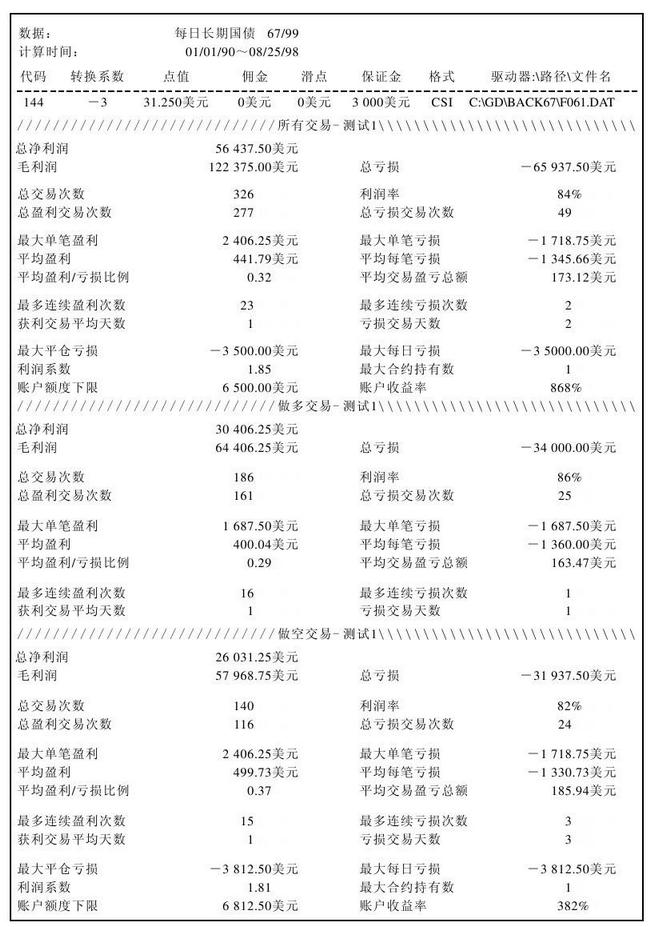 数据: 每日长期国债 67/99
计算时间: 01/01/90～08/25/98
代码 转换系数 点值 佣金 滑点 保证金 格式 驱动器:\路径\文件名
144 －3 31.250美元 0美元 0美元 3 000美元 CSI C:\GD\BACK67\F061.DAT
//////////////////////////////所有交易-测试1\\\\\\\\\\\\\\\\\\\\\\\\\\\\\\
总净利润 56 437.50美元
毛利润 122 375.00美元 总亏损 －65 937.50美元
总交易次数 326 利润率 84%
总盈利交易次数 277 总亏损交易次数 49
最大单笔盈利 2 406.25美元 最大单笔亏损 －1 718.75美元
平均盈利 441.79美元 平均每笔亏损 －1 345.66美元
平均盈利/亏损比例 0.32 平均交易盈亏总额 173.12美元
最多连续盈利次数 23 最多连续亏损次数 2
获利交易平均天数 1 亏损交易天数 2
最大平仓亏损 －3 500.00美元 最大每日亏损 －3 5000.00美元
利润系数 1.85 最大合约持有数 1
账户额度下限 6 500.00美元 账户收益率 868%
//////////////////////////////做多交易-测试1\\\\\\\\\\\\\\\\\\\\\\\\\\\\\\
总净利润 30 406.25美元
毛利润 64 406.25美元 总亏损 －34 000.00美元
总交易次数 186 利润率 86%
总盈利交易次数 161 总亏损交易次数 25
最大单笔盈利 1 687.50美元 最大单笔亏损 －1 687.50美元
平均盈利 400.04美元 平均每笔亏损 －1 360.00美元
平均盈利/亏损比例 0.29 平均交易盈亏总额 163.47美元
最多连续盈利次数 16 最多连续亏损次数 1
获利交易平均天数 1 亏损交易天数 1
//////////////////////////////做空交易-测试1\\\\\\\\\\\\\\\\\\\\\\\\\\\\\\
总净利润 26 031.25美元
毛利润 57 968.75美元 总亏损 －31 937.50美元
总交易次数 140 利润率 82%
总盈利交易次数 116 总亏损交易次数 24
最大单笔盈利 2 406.25美元 最大单笔亏损 －1 718.75美元
平均盈利 499.73美元 平均每笔亏损 －1 330.73美元
平均盈利/亏损比例 0.37 平均交易盈亏总额 185.94美元
最多连续盈利次数 15 最多连续亏损次数 3
获利交易平均天数 1 亏损交易天数 3
最大平仓亏损 －3 812.50美元 最大每日亏损 －3 812.50美元
利润系数 1.81 最大合约持有数 1
账户额度下限 6 812.50美元 账户收益率 382%